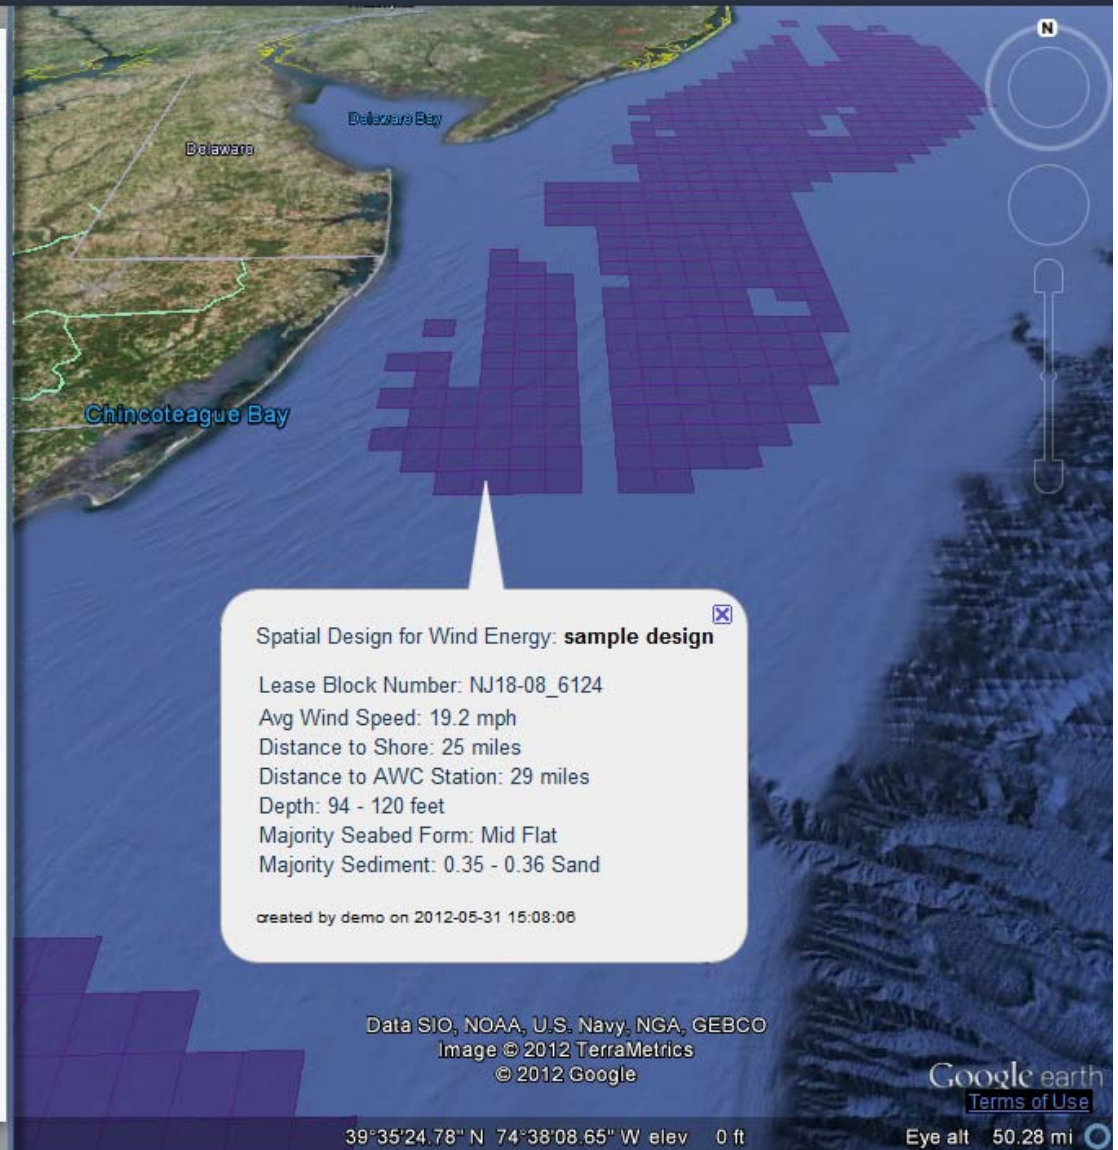 N
Delaware Bay
Delaware
Chincoteague Bay
Spatial Design for Wind Energy: sample design
Lease Block Number: NJ18-08_6124
Avg Wind Speed: 19.2 mph
Distance to Shore: 25 miles
Distance to AWC Station: 29 miles
Depth: 94 - 120 feet
Majority Seabed Form: Mid Flat
Majority Sediment: 0.35 - 0.36 Sand
created by demo on 2012-05-31 15:08:06
Data SIO, NOAA, U.S. Navy, NGA, GEBCO
Image © 2012 TerraMetrics
© 2012 Google
Google earth
Terms of Use
39°35'24.78" N 74°38'08.65" W elev 0 ft
Eye alt 50.28 mi